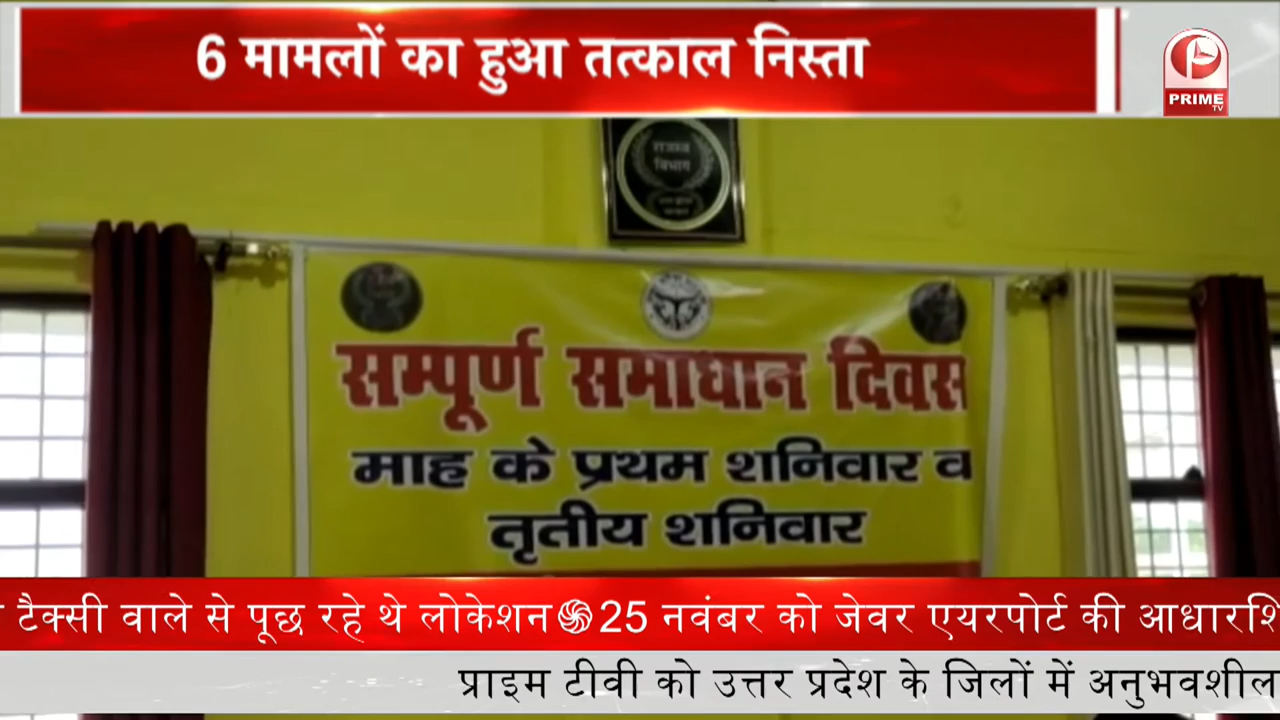 6 मामलों का हुआ तत्काल निस्ता
PRIME
TV
राजस्व
विभाग
सम्पूर्ण समाधान दिवस
माह के प्रथम शनिवार व
तृतीय शनिवार
टैक्सी वाले से पूछ रहे थे लोकेशन 25 नवंबर को जेवर एयरपोर्ट की आधारशि
प्राइम टीवी को उत्तर प्रदेश के जिलों में अनुभवशील